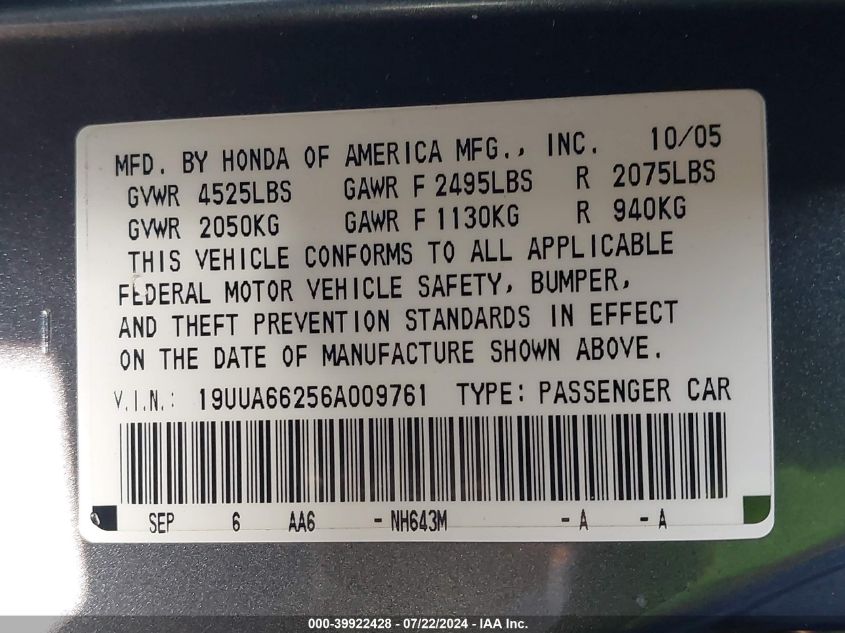 MFD. BY HONDA OF AMERICA MFG., INC. 10/05
GVWR 4525LBS GAWR F 2495LBS R 2075LBS
GVWR 2050KG GAWR F 1130KG R 940KG
THIS VEHICLE CONFORMS TO ALL APPLICABLE
FEDERAL MOTOR VEHICLE SAFETY, BUMPER,
AND THEFT PREVENTION STANDARDS IN EFFECT
ON THE DATE OF MANUFACTURE SHOWN ABOVE.
V.I.N.: 19UUA66256A009761 TYPE: PASSENGER CAR
SEP 6 AA6 - NH643M - A - A
000-39922428 - 07/22/2024 - IAA Inc.